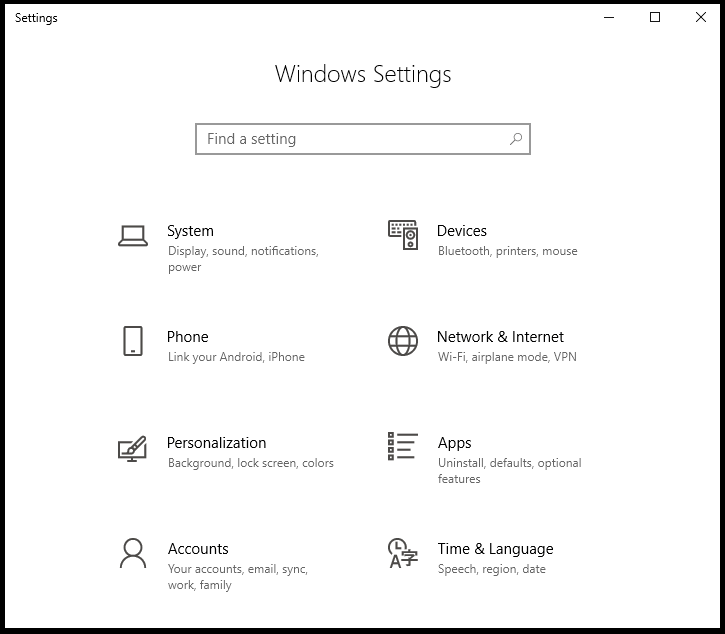 Settings
Windows Settings
Find a setting
System
Display, sound, notifications,
power
Devices
Bluetooth, printers, mouse
Phone
Link your Android, iPhone
Network & Internet
Wi-Fi, airplane mode, VPN
Personalization
Background, lock screen, colors
Apps
Uninstall, defaults, optional
features
Accounts
Your accounts, email, sync,
work, family
Time & Language
Speech, region, date